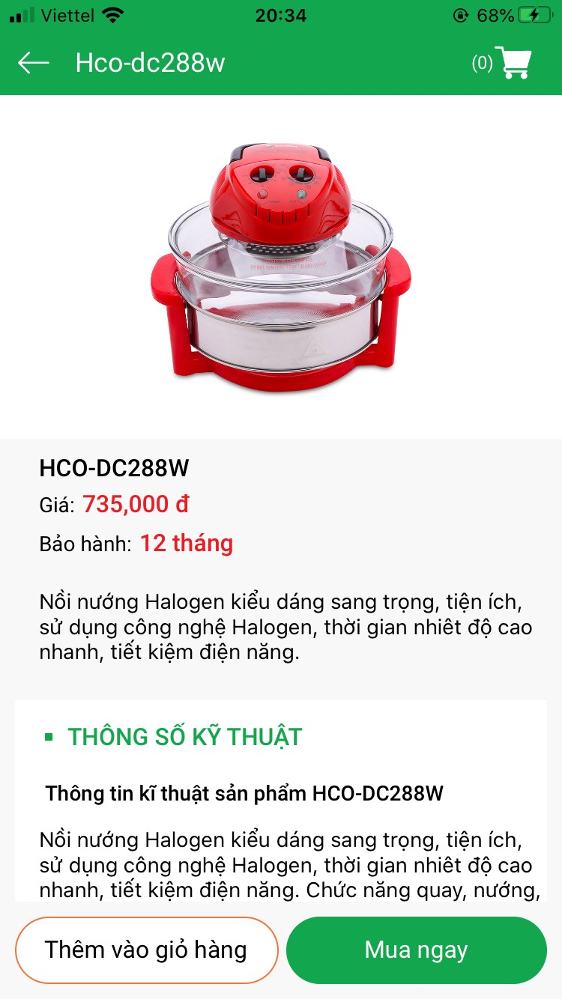 Viettel
20:34
68%
Hco-dc288w
(0)
HCO-DC288W
Giá: 735,000 đ
Bảo hành: 12 tháng
Nồi nướng Halogen kiểu dáng sang trọng, tiện ích,
sử dụng công nghệ Halogen, thời gian nhiêt độ cao
nhanh, tiết kiệm điện năng.
THÔNG SỐ KỸ THUẬT
Thông tin kĩ thuật sản phẩm HCO-DC288W
Nồi nướng Halogen kiểu dáng sang trọng, tiện ích,
sử dụng công nghệ Halogen, thời gian nhiêt độ cao
nhanh, tiết kiệm điện năng. Chức năng quay, nướng,
Thêm vào giỏ hàng
Mua ngay